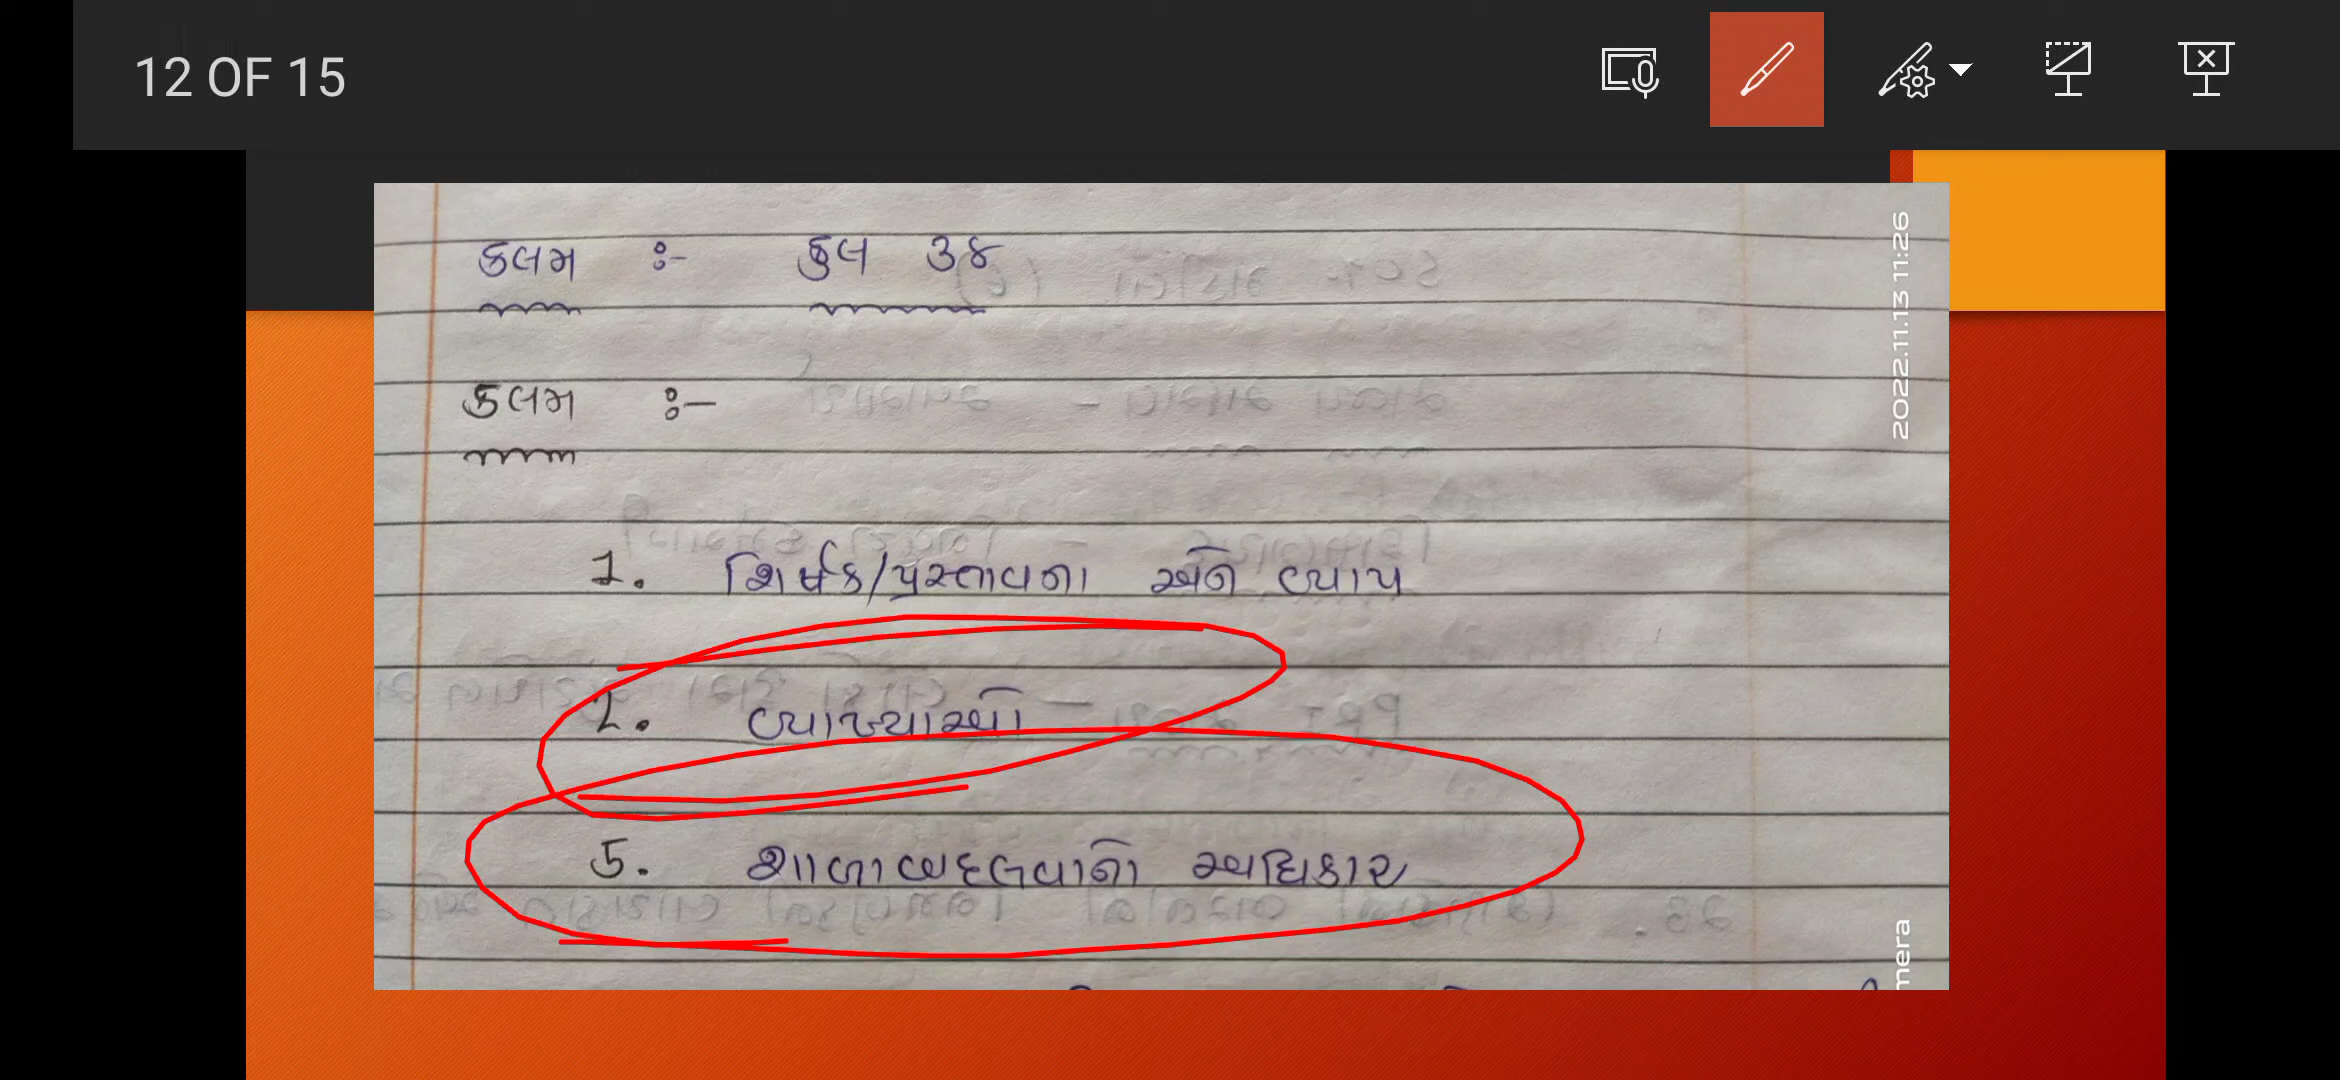 12 OF 15
કલમ :- કુલ ૩૪
કલમ :-
1. શિર્ષક/પ્રસ્તાવના અને વ્યાપ
2. વ્યાખ્યાઓ
5. શાળા બદલવાનો અધિકાર
2022.11.13 11:26